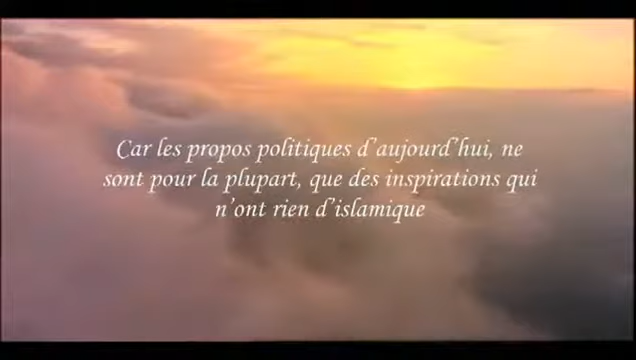 Car les propos politiques d'aujourd'hui, ne
sont pour la plupart, que des inspirations qui
n'ont rien d'islamique